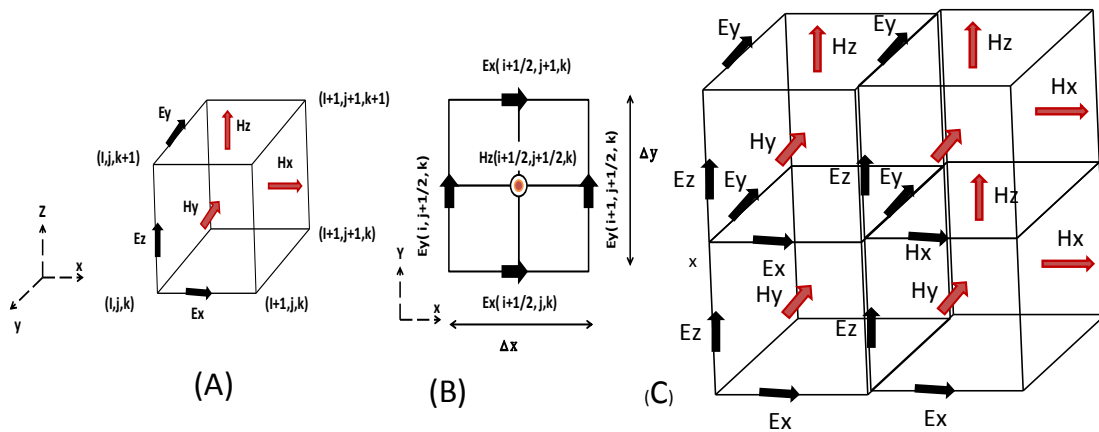 Z
x
y
Ey
Hz
Hx
Hy
Ez
Ex
(I,j,k+1)
(I+1,j+1,k+1)
(I+1,j+1,k)
(I,j,k)
(I+1,j,k)
(A)
Ex( i+1/2, j+1,k)
Hz(i+1/2,j+1/2,k)
Ey( i, j+1/2, k)
Ey( i+1, j+1/2, k)
Ex( i+1/2, j,k)
Δy
Δx
Y
x
(B)
Ey
Hz
Ey
Hz
Hx
Hy
Ez
Ey
Ez
Ey
Hz
x
Ex
Hx
Hx
Hy
Hy
Ez
Ez
Ex
Ex
(C)